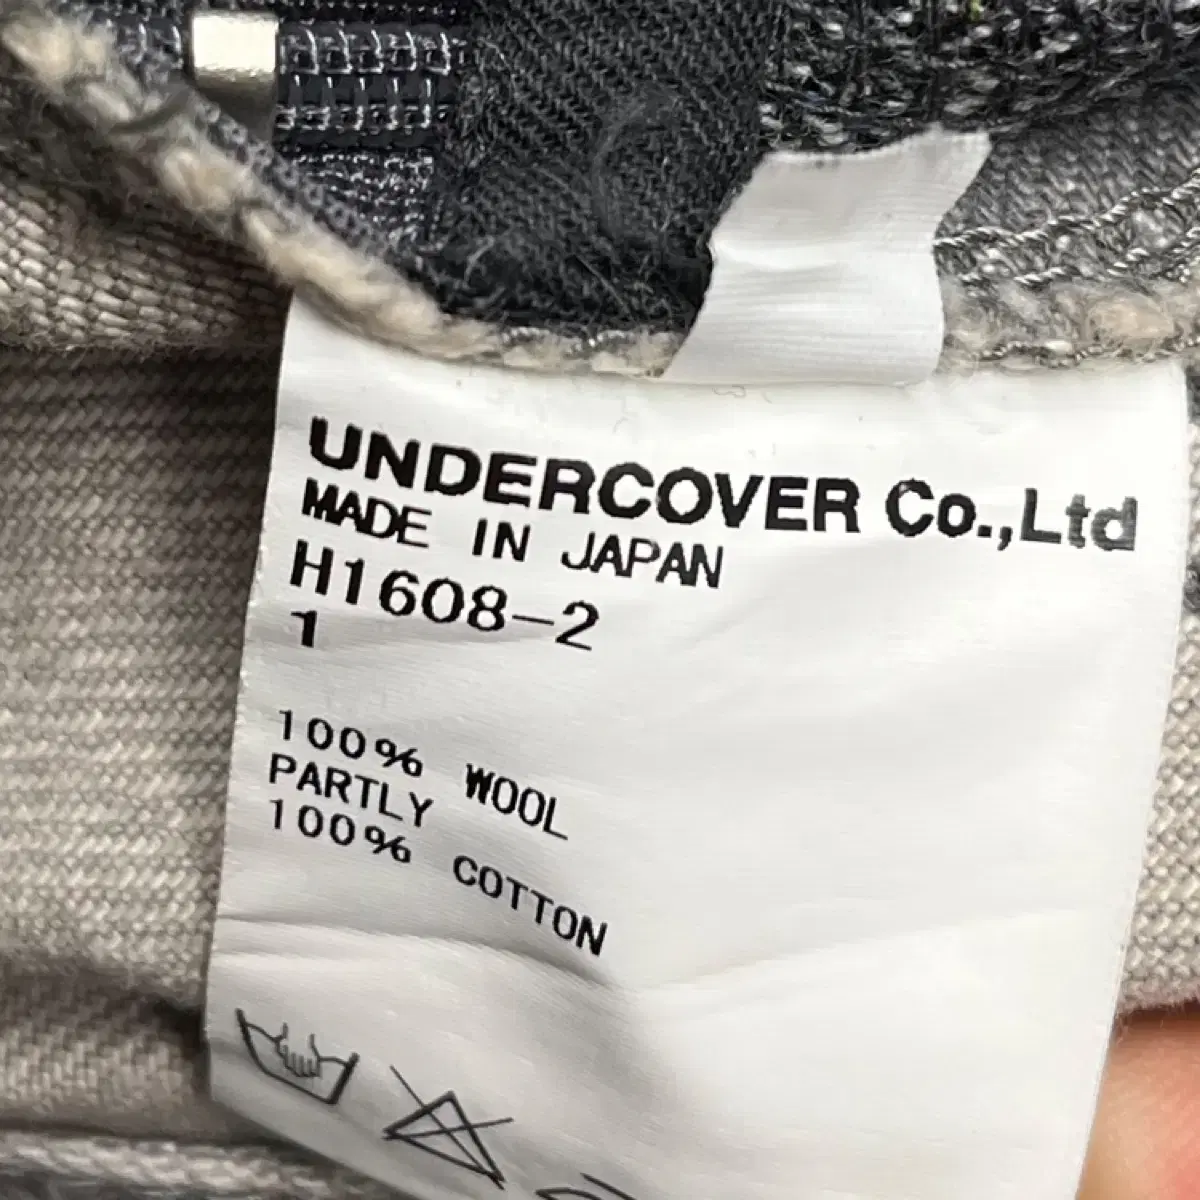 UNDERCOVER Co.,Ltd
MADE IN JAPAN
H1608-2
1
100% WOOL
PARTLY
100% COTTON